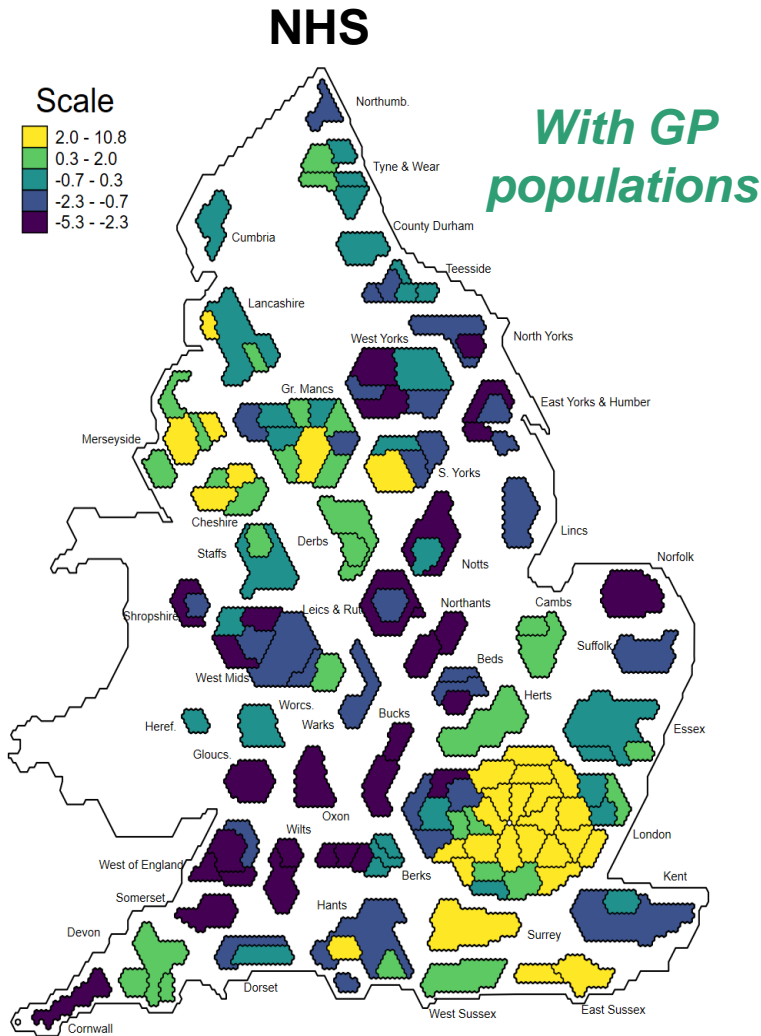 NHS
Scale
2.0 - 10.8
0.3 - 2.0
-0.7 - 0.3
-2.3 - -0.7
-5.3 - -2.3
With GP
populations
Northumb.
Tyne & Wear
County Durham
Cumbria
Teesside
Lancashire
North Yorks
West Yorks
Gr. Mancs
East Yorks & Humber
Merseyside
S. Yorks
Cheshire
Lincs
Derbs
Staffs
Notts
Norfolk
Shropshire
Leics & Rut
Northants
Cambs
Suffolk
West Mids
Beds
Worcs.
Herts
Heref.
Warks
Bucks
Essex
Gloucs.
Oxon
Wilts
London
West of England
Berks
Kent
Somerset
Hants
Devon
Surrey
Dorset
West Sussex
East Sussex
Cornwall